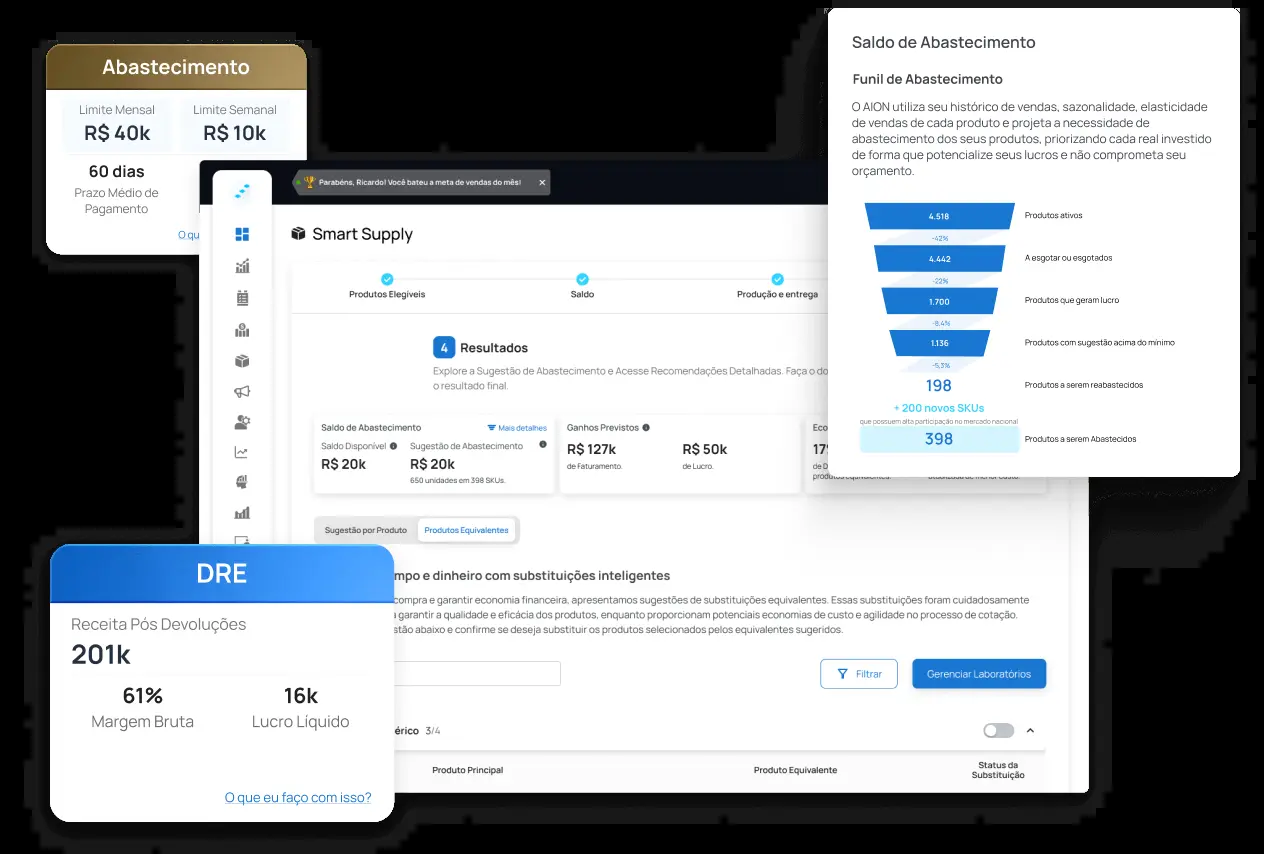 Abastecimento
Limite Mensal
R$ 40k
Limite Semanal
R$ 10k
60 dias
Prazo Médio de
Pagamento
O qu
Parabéns, Ricardo! Você bateu a meta de vendas do mês!
Smart Supply
Produtos Elegíveis
Saldo
Produção e entrega
4 Resultados
Explore a Sugestão de Abastecimento e Acesse Recomendações Detalhadas. Faça o do
o resultado final.
Saldo de Abastecimento
Mais detalhes
Saldo Disponível
R$ 20k
Sugestão de Abastecimento
R$ 20k
650 unidades em 398 SKUs.
Ganhos Previstos
R$ 127k
de Faturamento.
R$ 50k
de Lucro.
Eco
17
de D
produtos equivalentes.
atualizada de menor custo.
Sugestão por Produto
Produtos Equivalentes
mpo e dinheiro com substituições inteligentes
compra e garantir economia financeira, apresentamos sugestões de substituições equivalentes. Essas substituições foram cuidadosamente
garantir a qualidade e eficácia dos produtos, enquanto proporcionam potenciais economias de custo e agilidade no processo de cotação.
stão abaixo e confirme se deseja substituir os produtos selecionados pelos equivalentes sugeridos.
Filtrar
Gerenciar Laboratórios
érico 3/4
Produto Principal
Produto Equivalente
Status da
Substituição
Saldo de Abastecimento
Funil de Abastecimento
O AION utiliza seu histórico de vendas, sazonalidade, elasticidade
de vendas de cada produto e projeta a necessidade de
abastecimento dos seus produtos, priorizando cada real investido
de forma que potencialize seus lucros e não comprometa seu
orçamento.
4.518
Produtos ativos
-42%
4.442
A esgotar ou esgotados
-22%
1.700
Produtos que geram lucro
-8,4%
1.136
Produtos com sugestão acima do mínimo
-5,3%
198
Produtos a serem reabastecidos
+ 200 novos SKUs
que possuem alta participação no mercado nacional
398
Produtos a serem Abastecidos
DRE
Receita Pós Devoluções
201k
61%
Margem Bruta
16k
Lucro Líquido
O que eu faço com isso?